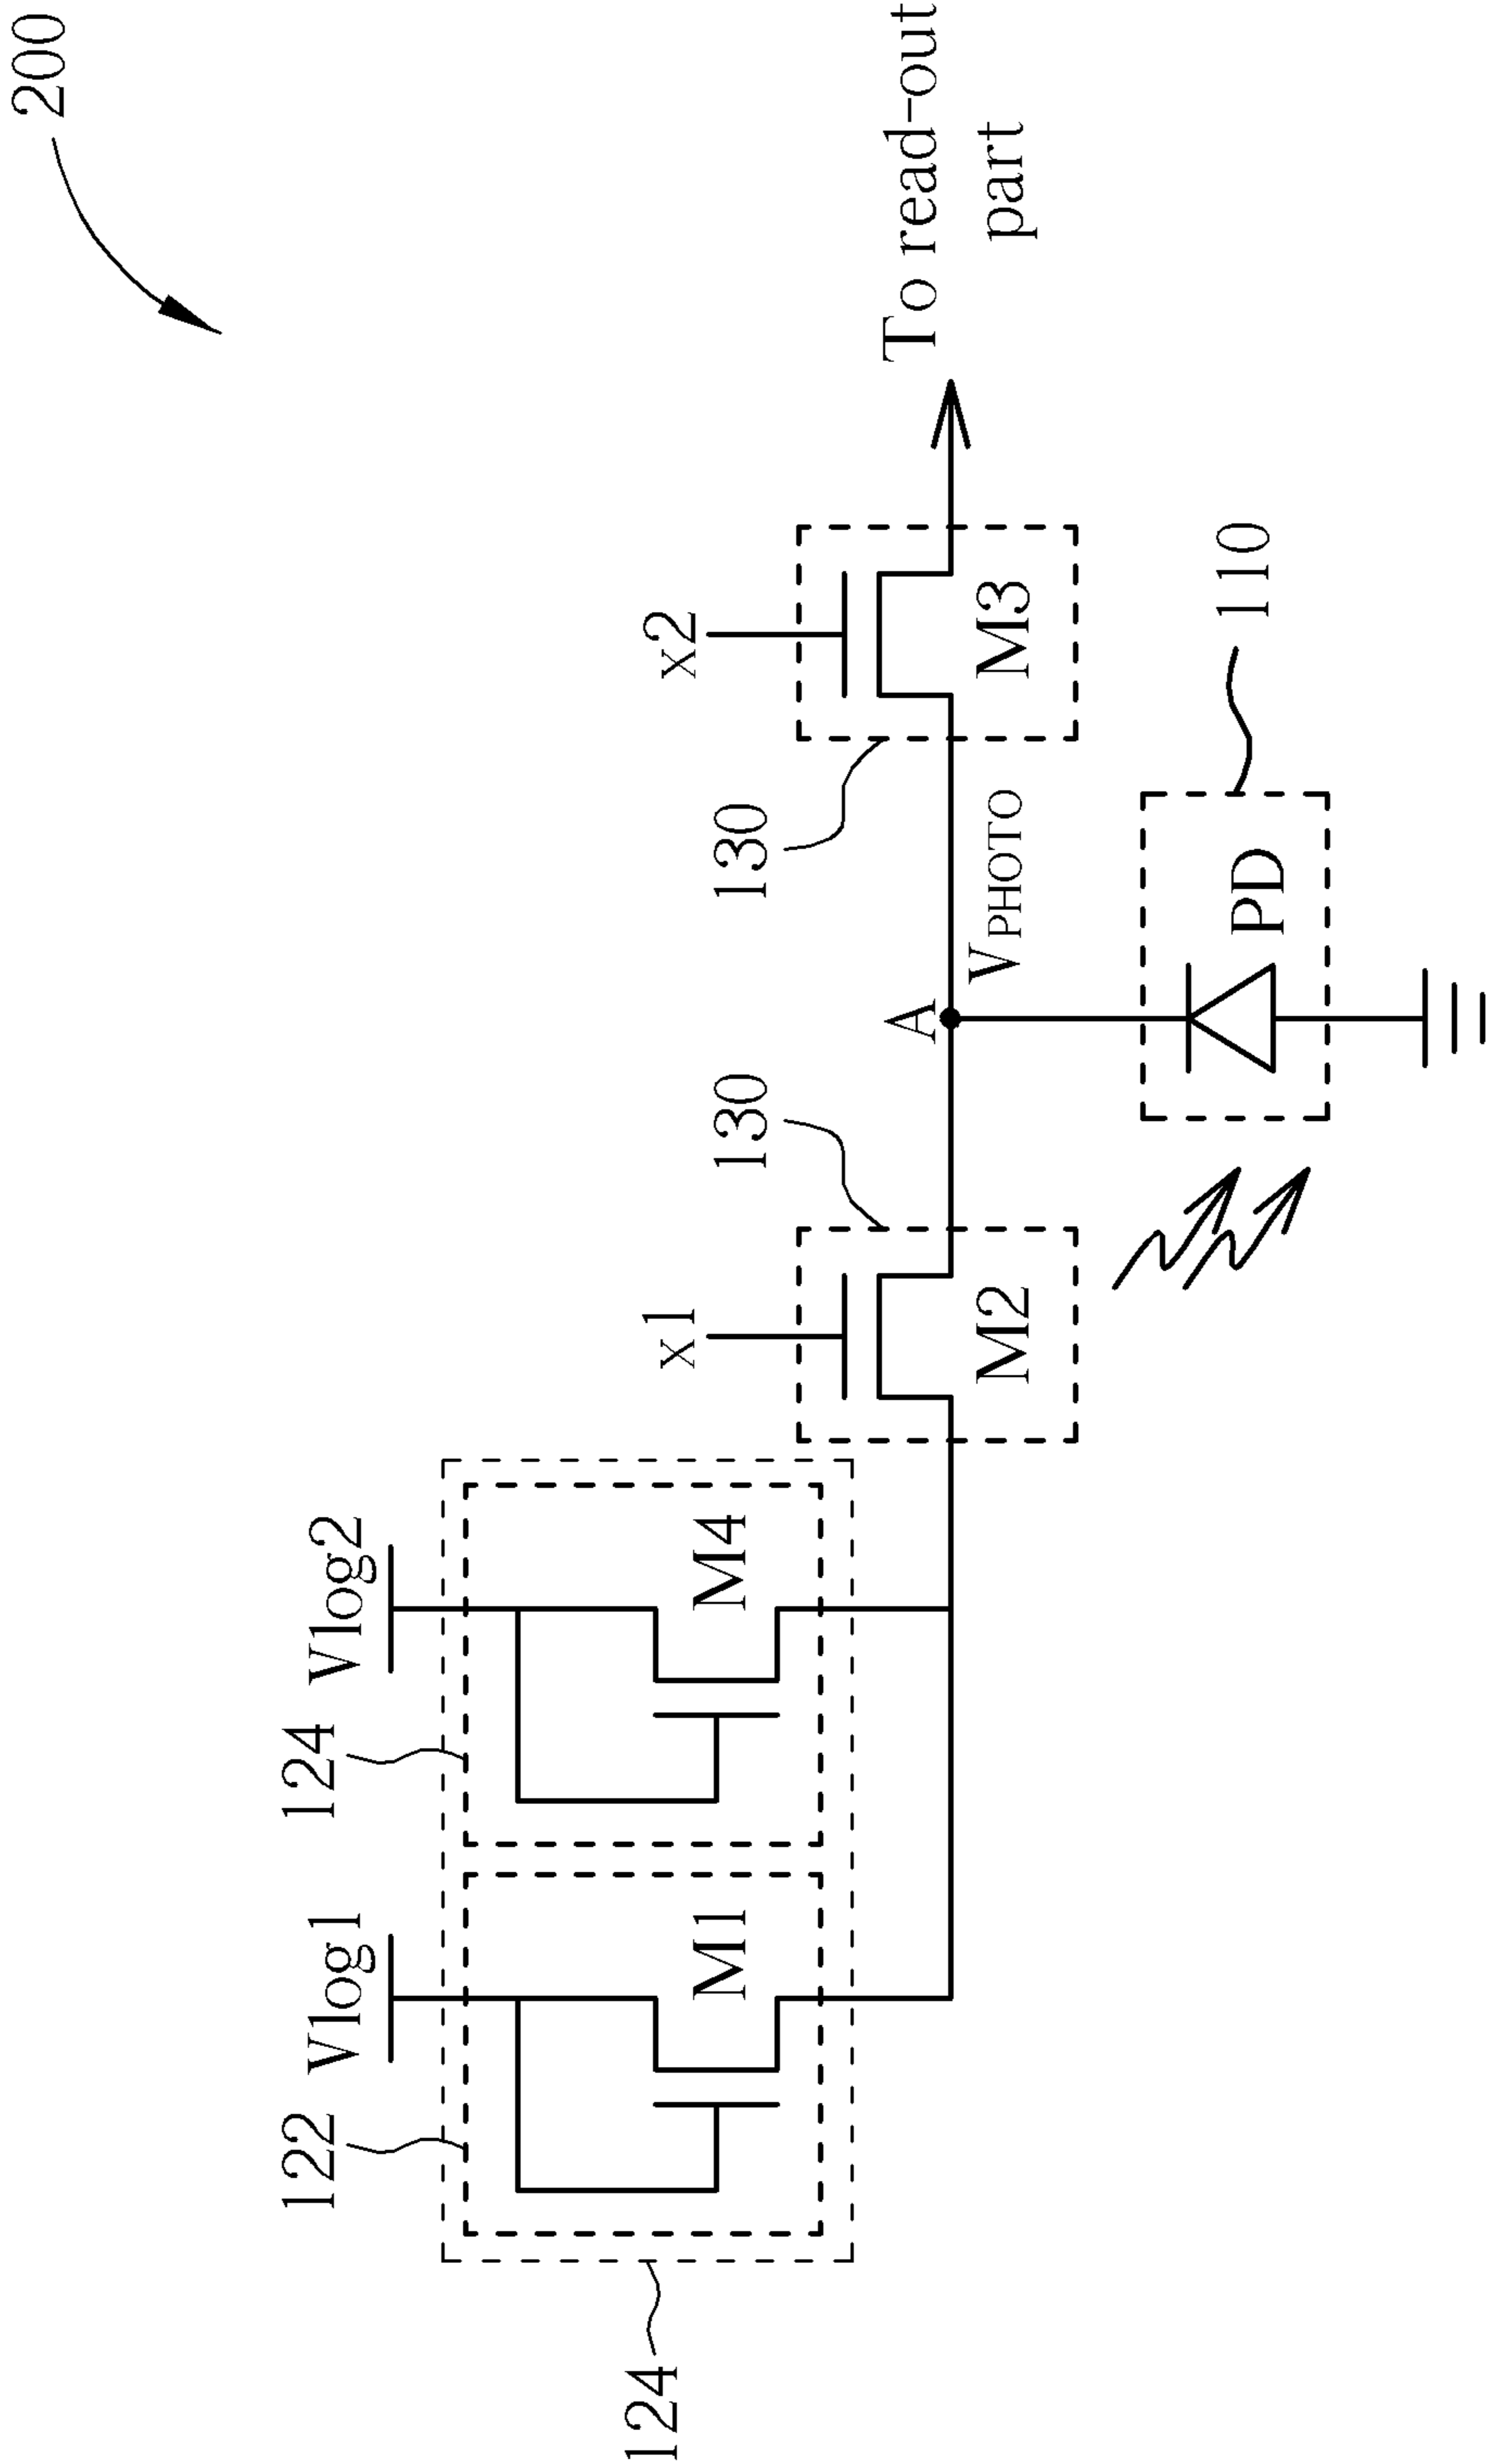 200
Vlog1
Vlog2
122
124
124
M1
M4
x1
x2
130
130
A
VPHOTO
M2
M3
To read-out
part
PD
110